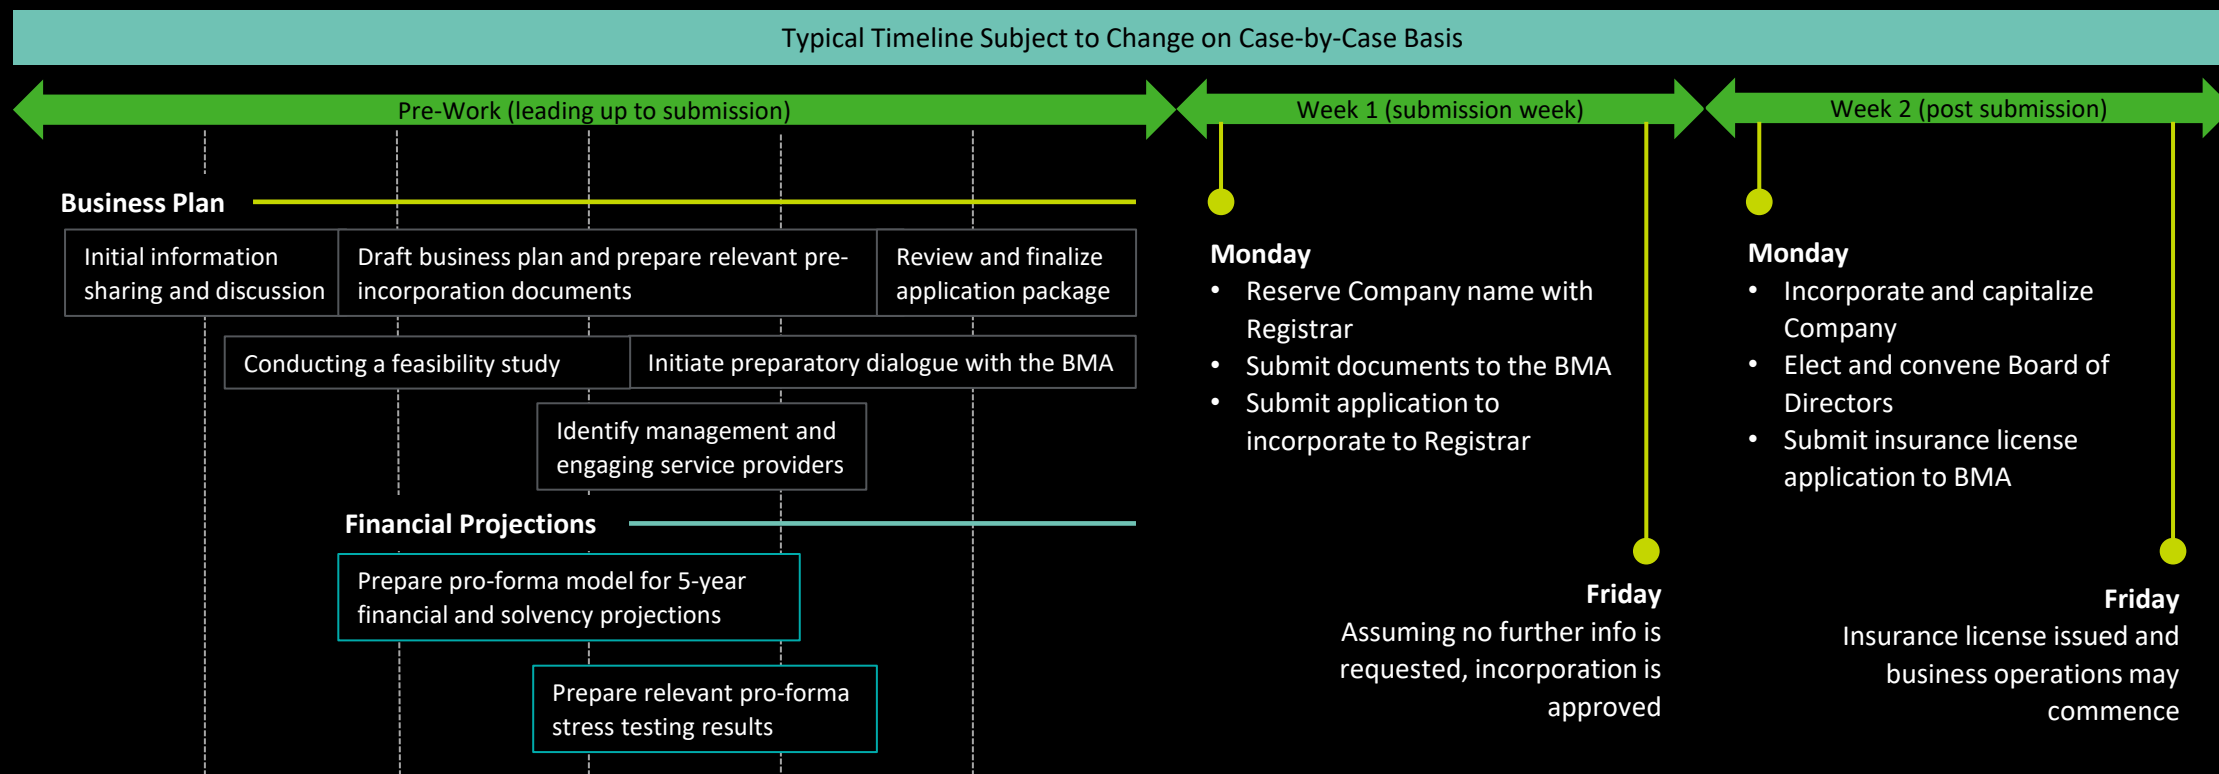 Typical Timeline Subject to Change on Case-by-Case Basis
Pre-Work (leading up to submission)
Week 1 (submission week)
Week 2 (post submission)
Business Plan
Initial information
sharing and discussion
Draft business plan and prepare relevant pre-
incorporation documents
Review and finalize
application package
Conducting a feasibility study
Initiate preparatory dialogue with the BMA
Identify management and
engaging service providers
Financial Projections
Prepare pro-forma model for 5-year
financial and solvency projections
Prepare relevant pro-forma
stress testing results
Monday
• Reserve Company name with
Registrar
• Submit documents to the BMA
• Submit application to
incorporate to Registrar
Friday
Assuming no further info is
requested, incorporation is
approved
Monday
• Incorporate and capitalize
Company
• Elect and convene Board of
Directors
• Submit insurance license
application to BMA
Friday
Insurance license issued and
business operations may
commence